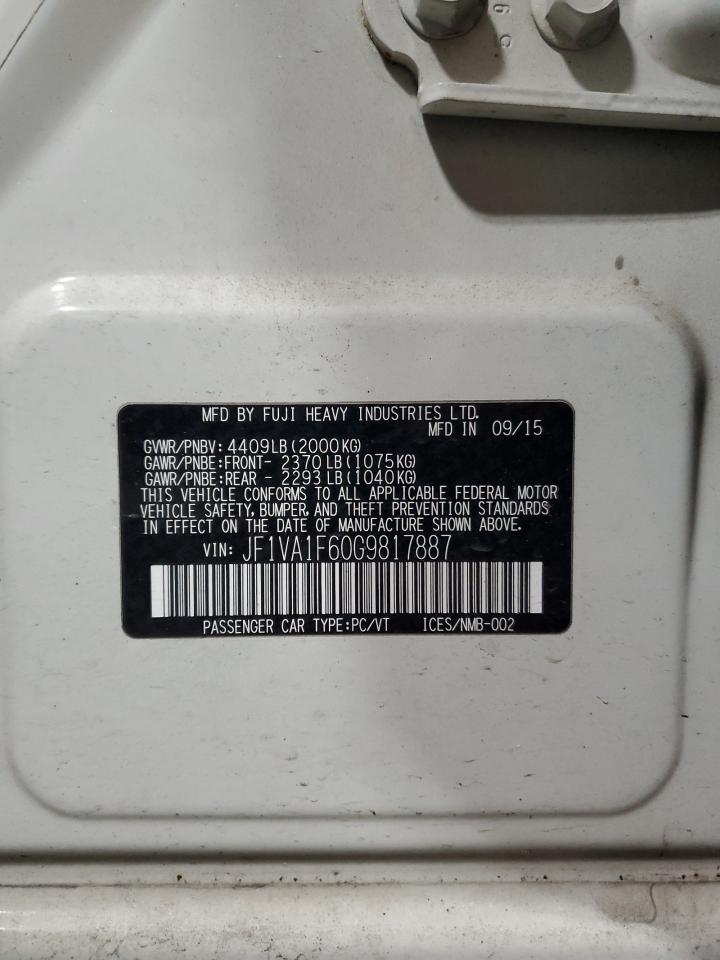 MFD BY FUJI HEAVY INDUSTRIES LTD.
MFD IN 09/15
GVWR/PNBV: 4409LB(2000KG)
GAWR/PNBE:FRONT- 2370LB(1075KG)
GAWR/PNBE:REAR - 2293LB(1040KG)
THIS VEHICLE CONFORMS TO ALL APPLICABLE FEDERAL MOTOR
VEHICLE SAFETY, BUMPER, AND THEFT PREVENTION STANDARDS
IN EFFECT ON THE DATE OF MANUFACTURE SHOWN ABOVE.
VIN: JF1VA1F60G9817887
PASSENGER CAR TYPE:PC/VT ICES/NMB-002